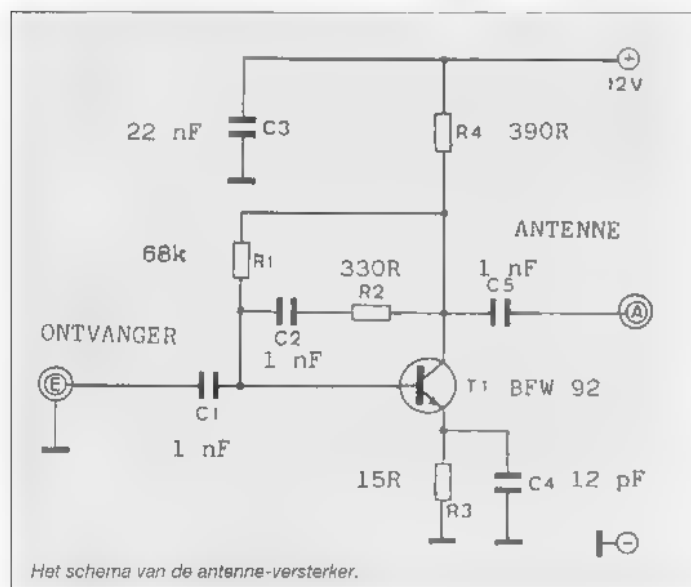 +
12V
22 nF
C3
R4
390R
ANTENNE
68k
R1
330R
R2
1 nF
C5
A
ONTVANGER
C2
1 nF
E
C1
1 nF
T1
BFW 92
15R
R3
C4
12 pF
-
Het schema van de antenne-versterker.